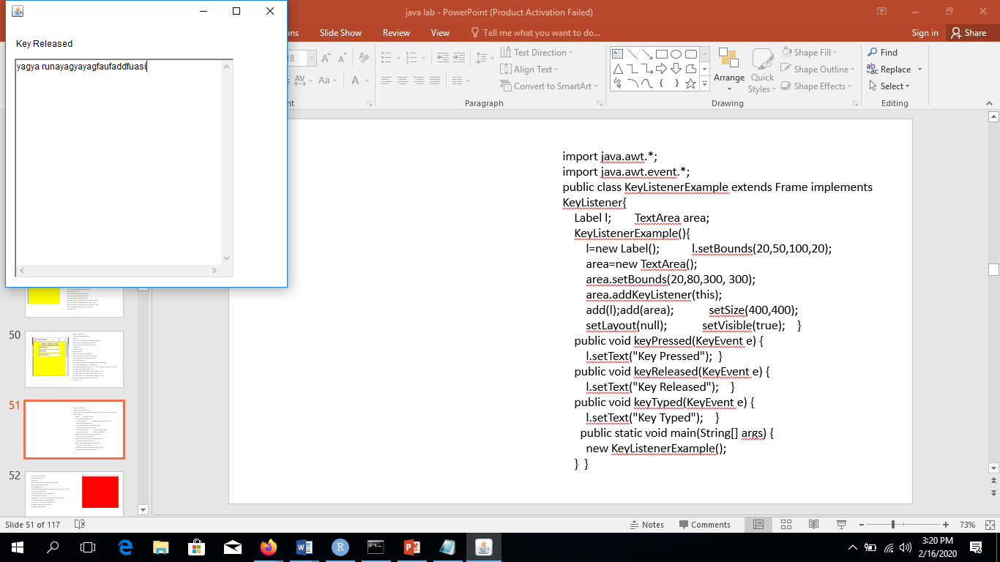 java lab - PowerPoint (Product Activation Failed)
ons Slide Show Review View Tell me what you want to do...
Sign in Share
Key Released
yagya runayagyayagfaufaddfuasi
18 A A
AV Aa A
Text Direction
Align Text
Convert to SmartArt
Paragraph
Arrange
Quick
Styles
Shape Fill
Shape Outline
Shape Effects
Drawing
Find
Replace
Select
Editing
import java.awt.*;
import java.awt.event.*;
public class KeyListenerExample extends Frame implements
KeyListener{
Label l; TextArea area;
KeyListenerExample(){
l=new Label(); l.setBounds(20,50,100,20);
area=new TextArea();
area.setBounds(20,80,300, 300);
area.addKeyListener(this);
add(l);add(area); setSize(400,400);
setLayout(null); setVisible(true); }
public void keyPressed(KeyEvent e) {
l.setText("Key Pressed"); }
public void keyReleased(KeyEvent e) {
l.setText("Key Released"); }
public void keyTyped(KeyEvent e) {
l.setText("Key Typed"); }
public static void main(String[] args) {
new KeyListenerExample();
} }
50
51
52
Slide 51 of 117
Notes Comments
73%
3:20 PM
2/16/2020